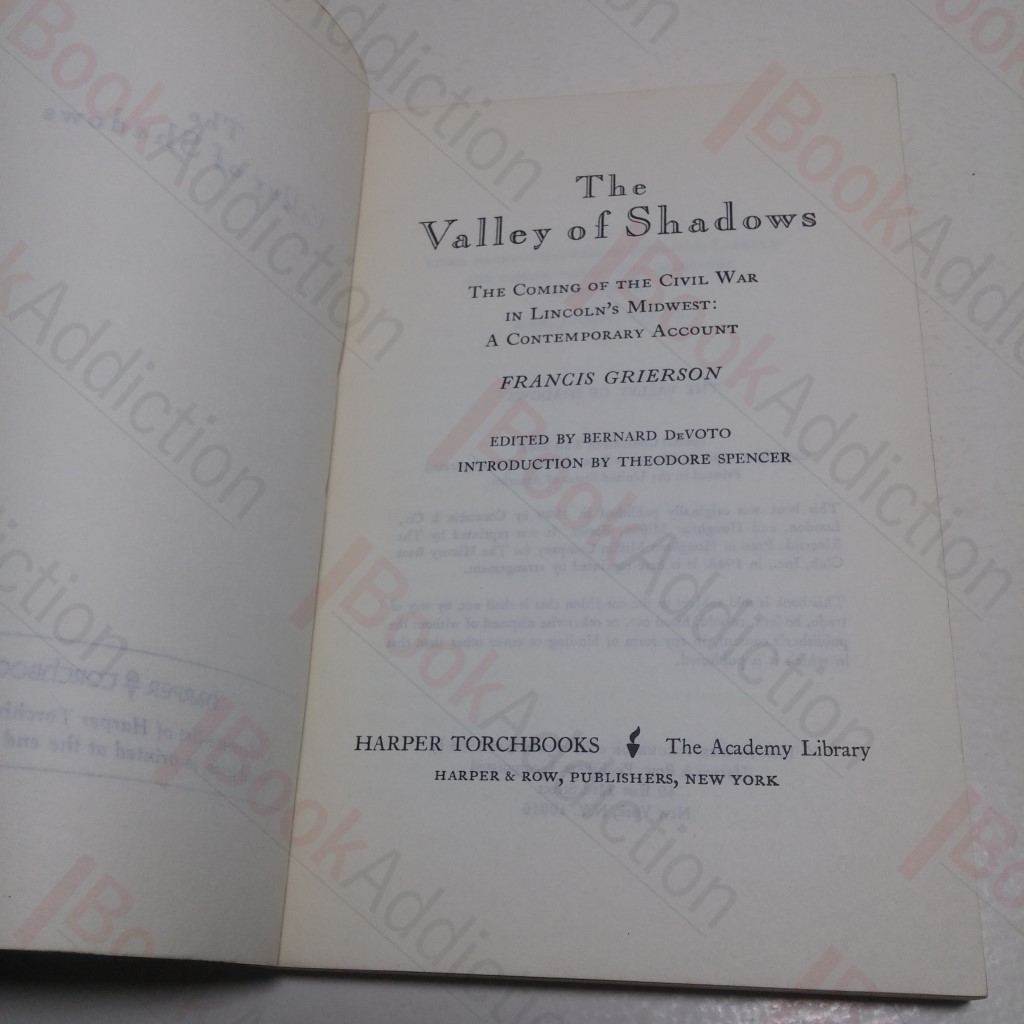 The
Valley of Shadows
The Coming of the Civil War
in Lincoln's Midwest:
A Contemporary Account
FRANCIS GRIERSON
EDITED BY BERNARD DeVOTO
INTRODUCTION BY THEODORE SPENCER
HARPER TORCHBOOKS The Academy Library
HARPER & ROW, PUBLISHERS, NEW YORK
BookAddiction